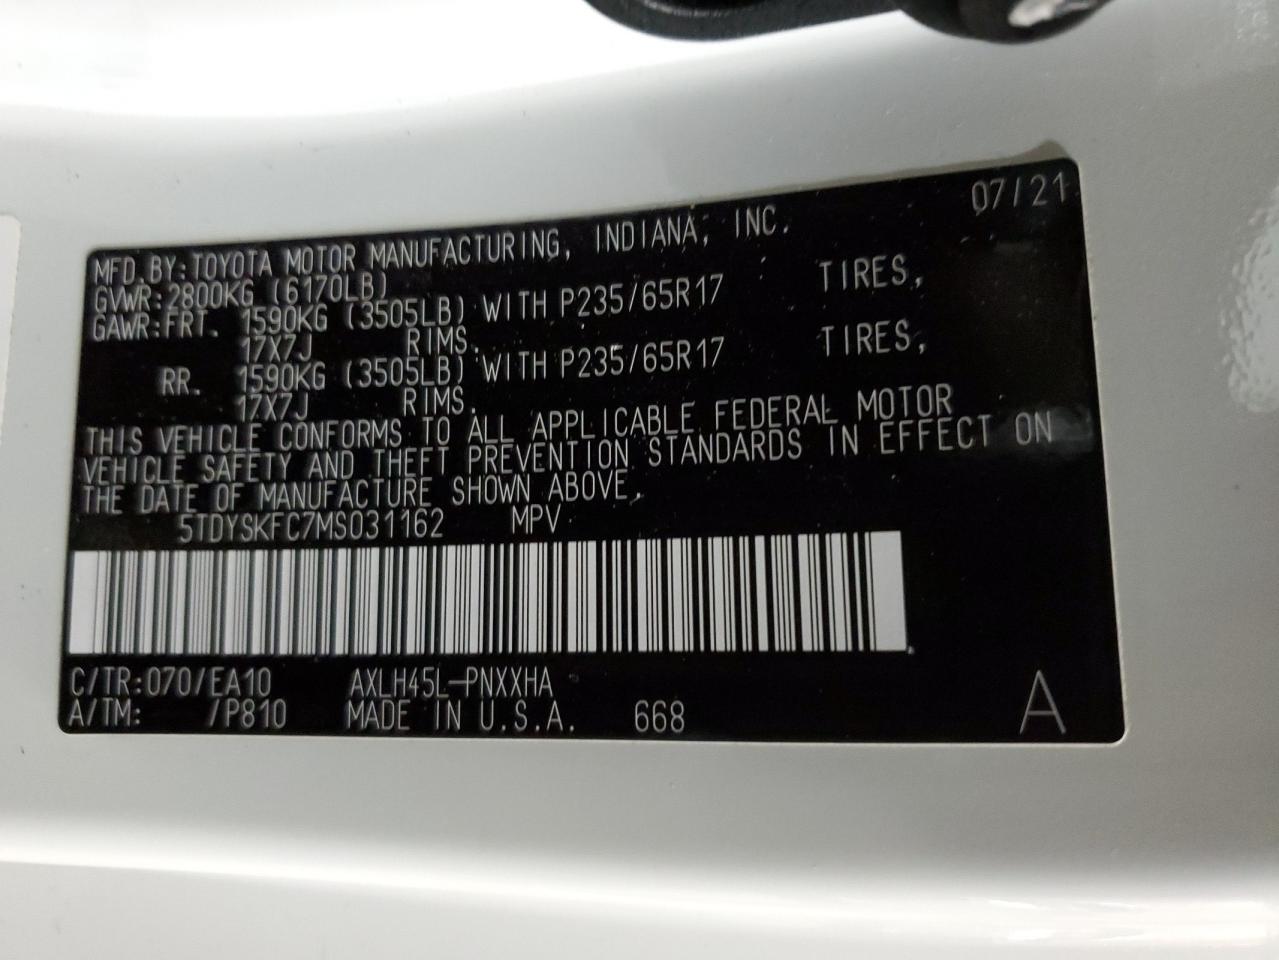 07/21
MFD. BY: TOYOTA MOTOR MANUFACTURING, INDIANA, INC.
GVWR: 2800KG (6170LB)
GAWR: FRT. 1590KG (3505LB) WITH P235/65R17 TIRES,
17X7J RIMS.
RR. 1590KG (3505LB) WITH P235/65R17 TIRES,
17X7J RIMS.
THIS VEHICLE CONFORMS TO ALL APPLICABLE FEDERAL MOTOR
VEHICLE SAFETY AND THEFT PREVENTION STANDARDS IN EFFECT ON
THE DATE OF MANUFACTURE SHOWN ABOVE.
5TDYSKFC7MS031162 MPV
C/TR: 070/EA10 AXLH45L-PNXXHA
A/TM: /P810 MADE IN U.S.A. 668 A